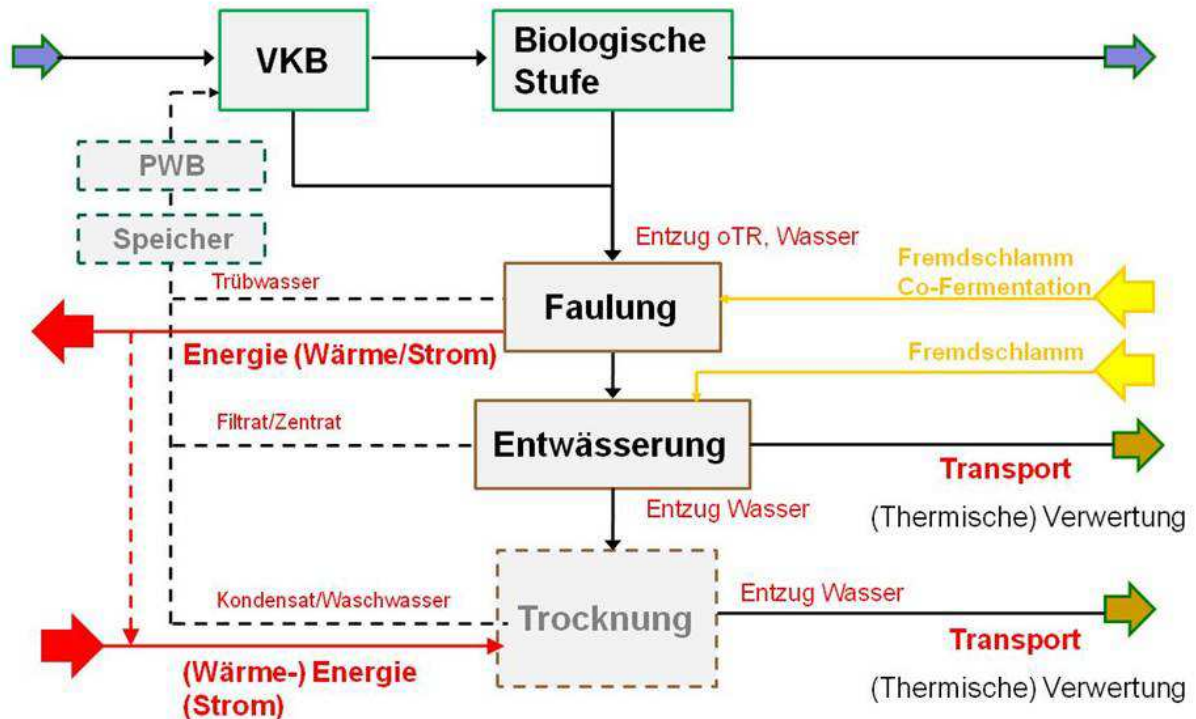 VKB
Biologische
Stufe
PWB
Speicher
Entzug oTR, Wasser
Fremdschlamm
Co-Fermentation
Trübwasser
Faulung
Energie (Wärme/Strom)
Fremdschlamm
Filtrat/Zentrat
Entwässerung
Transport
Entzug Wasser
(Thermische) Verwertung
Kondensat/Waschwasser
Trocknung
Entzug Wasser
Transport
(Wärme-) Energie
(Strom)
(Thermische) Verwertung